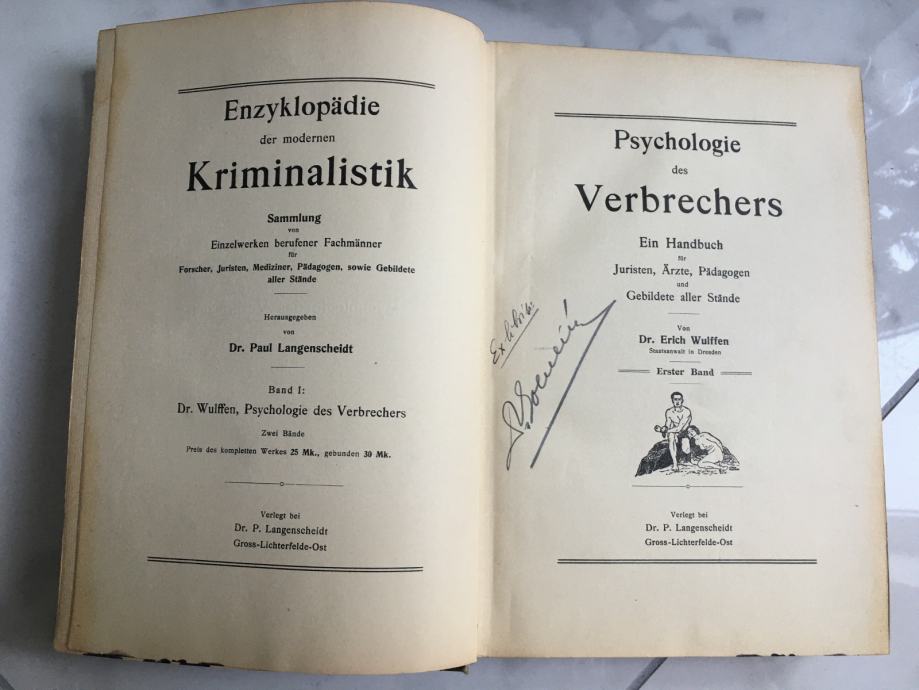 Enzyklopädie
der modernen
Kriminalistik
Sammlung
von
Einzelwerken berufener Fachmänner
für
Forscher, Juristen, Mediziner, Pädagogen, sowie Gebildete
aller Stände
Herausgegeben
von
Dr. Paul Langenscheidt
Band I:
Dr. Wulffen, Psychologie des Verbrechers
Zwei Bände
Preis des kompletten Werkes 25 Mk., gebunden 30 Mk.
Verlegt bei
Dr. P. Langenscheidt
Gross-Lichterfelde-Ost
Psychologie
des
Verbrechers
Ein Handbuch
für
Juristen, Ärzte, Pädagogen
und
Gebildete aller Stände
Von
Dr. Erich Wulffen
Staatsanwalt in Dresden
Erster Band
Verlegt bei
Dr. P. Langenscheidt
Gross-Lichterfelde-Ost
Ex libris: